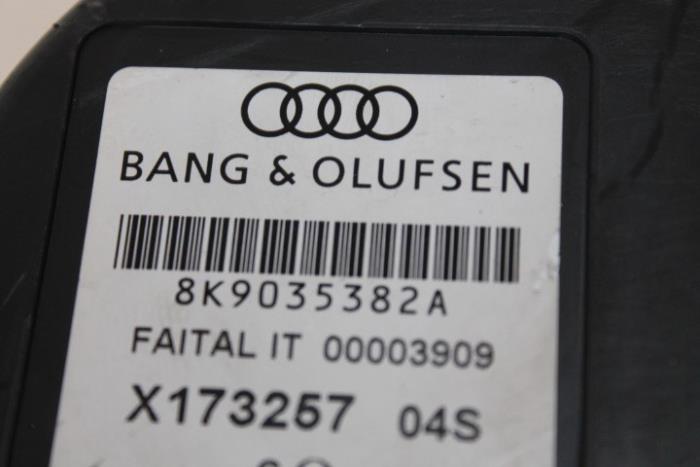 BANG & OLUFSEN
8K9035382A
FAITAL IT 00003909
X173257 04S